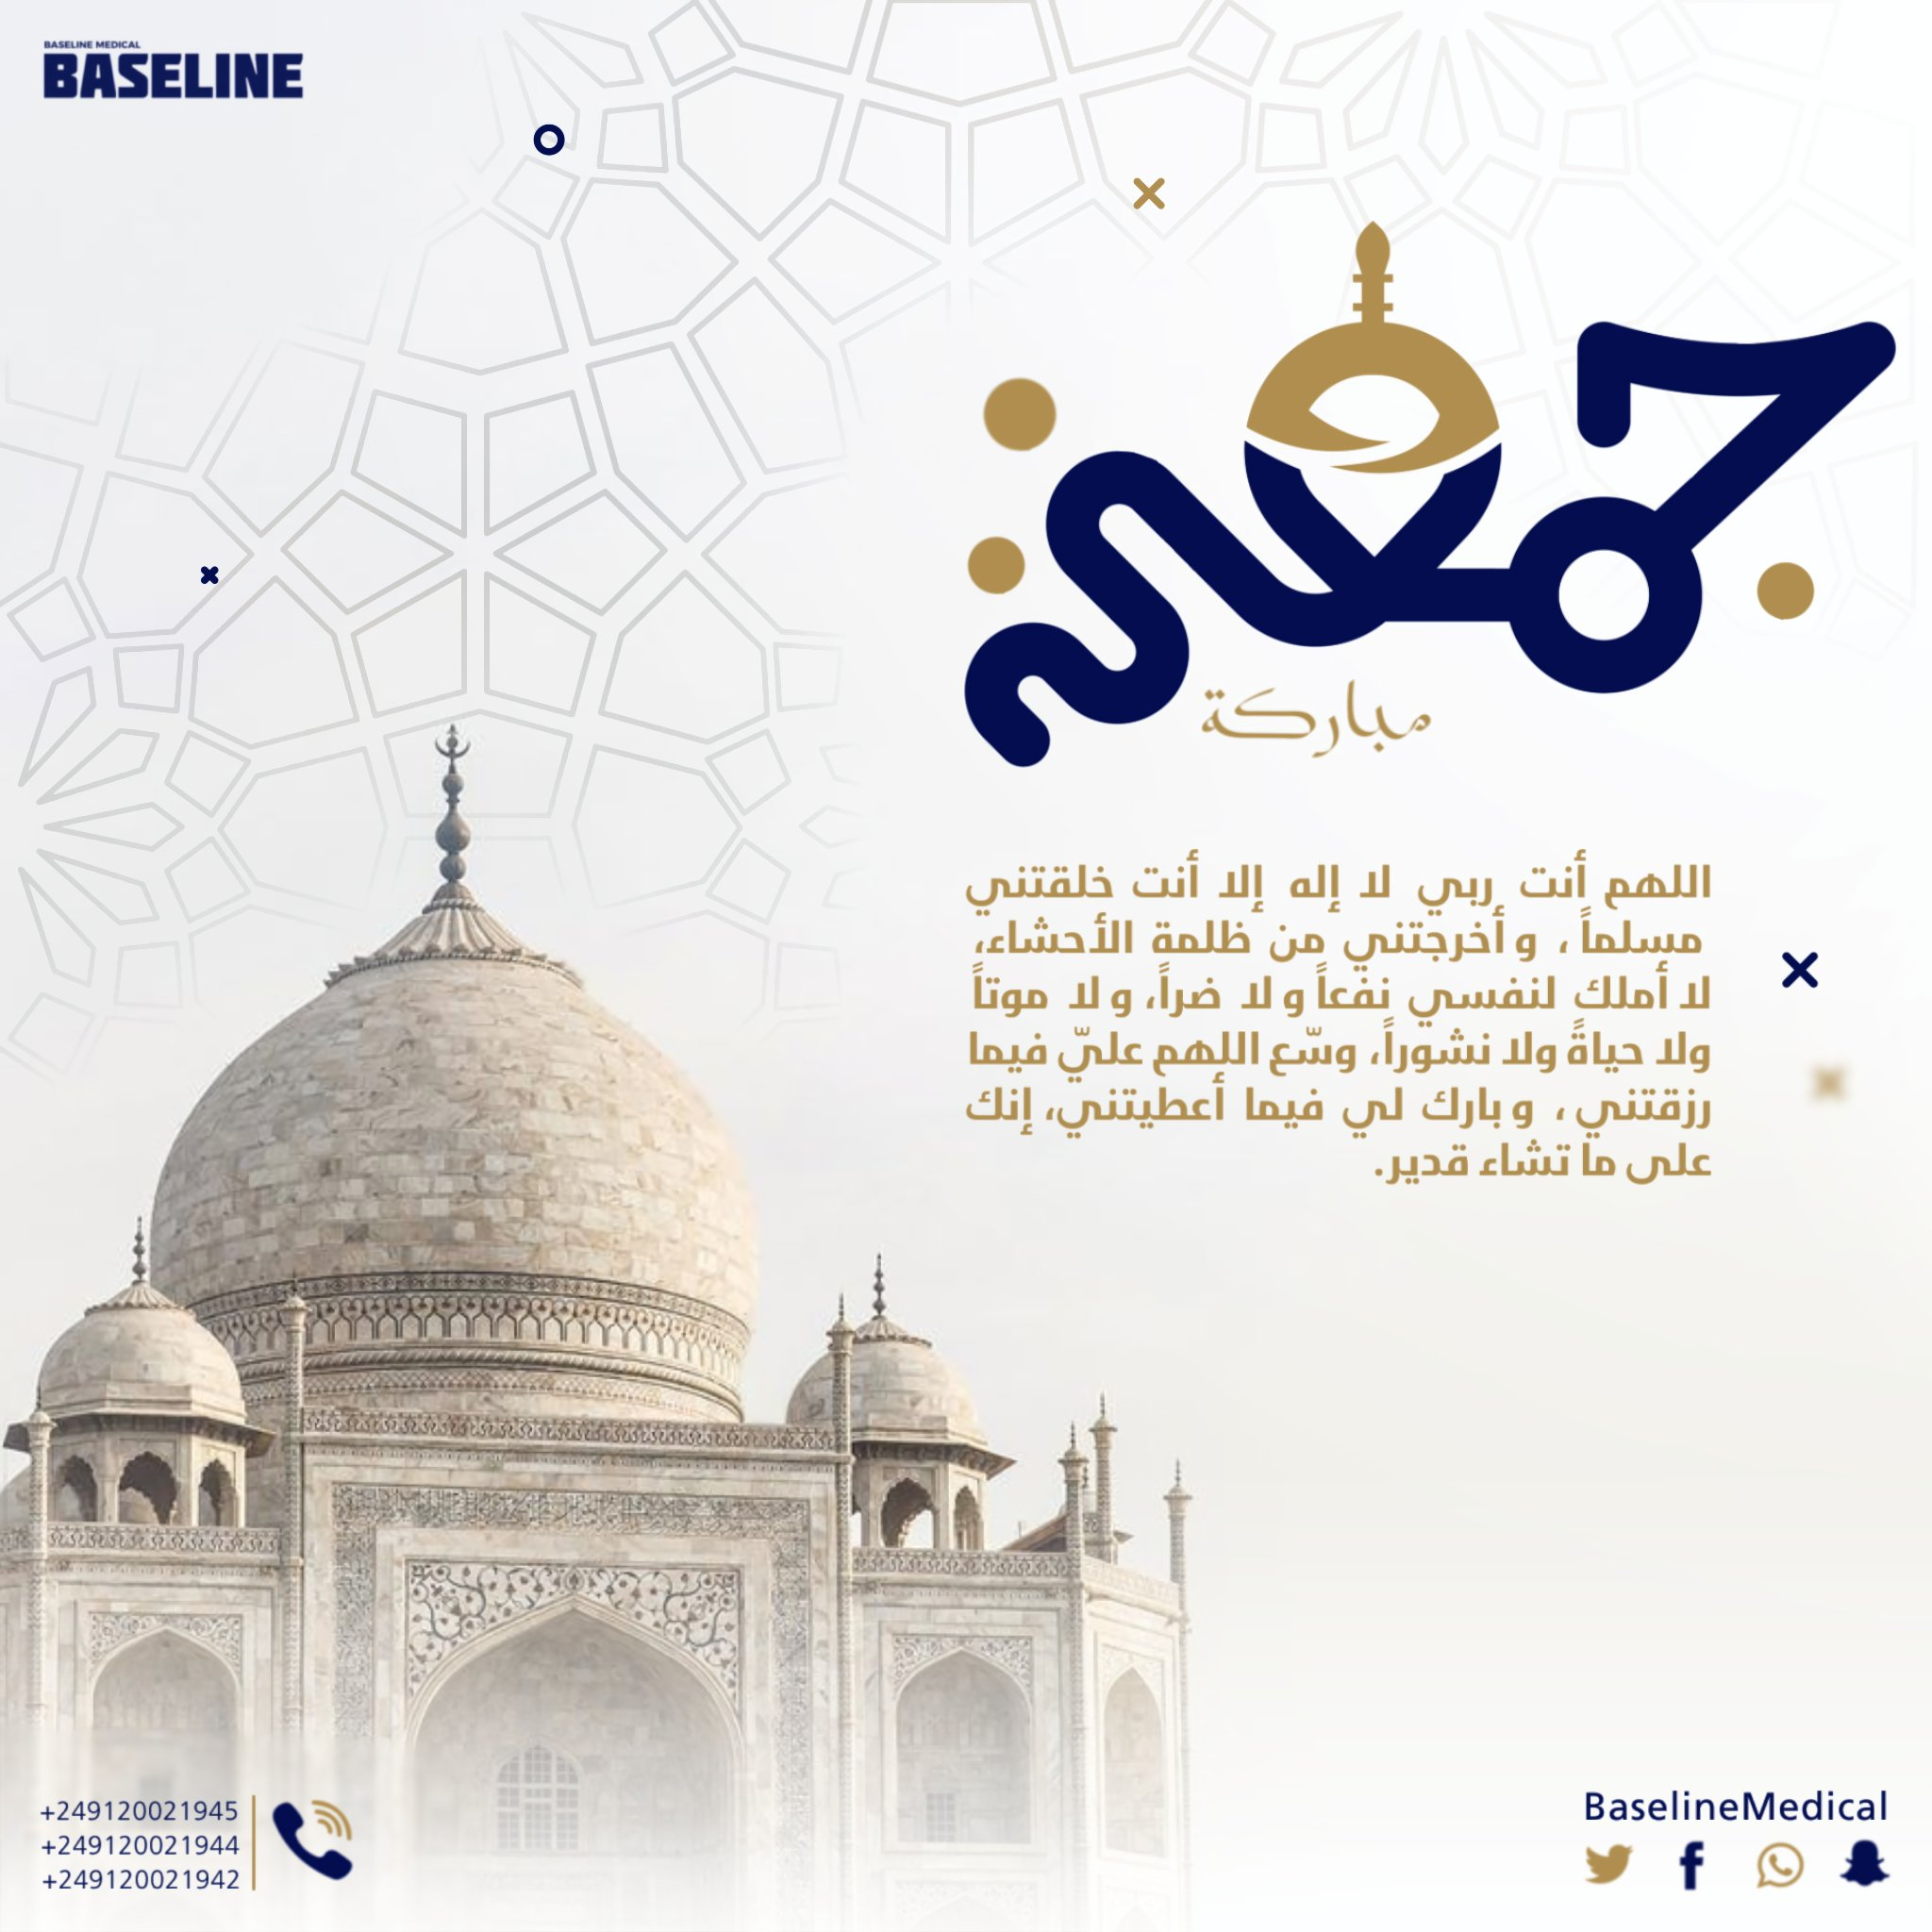 BASELINE MEDICAL
BASELINE
جمعة
مباركة
اللهم أنت ربي لا إله إلا أنت خلقتني
مسلماً ، و أخرجتني من ظلمة الأحشاء،
لا أملك لنفسي نفعاً و لا ضراً، و لا موتاً
ولا حياةً ولا نشوراً، وسّع اللهم عليّ فيما
رزقتني ، و بارك لي فيما أعطيتني، إنك
على ما تشاء قدير.
+249120021945
+249120021944
+249120021942
BaselineMedical